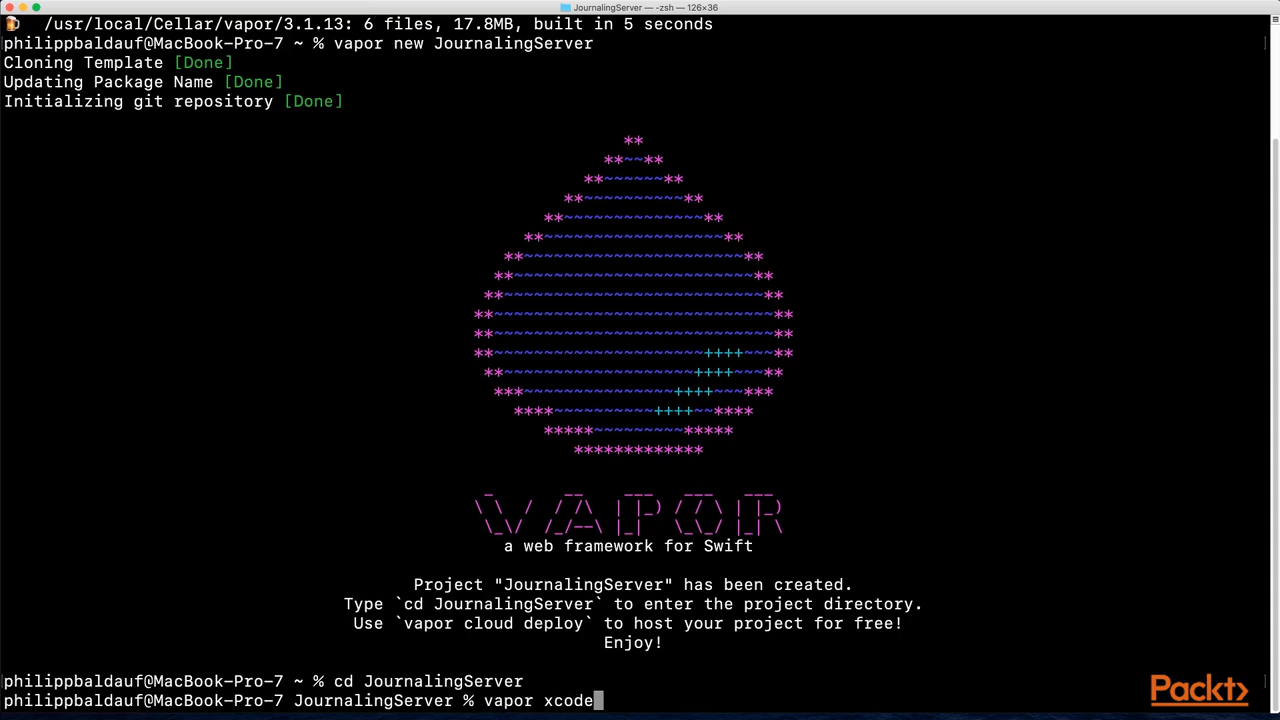 JournalingServer — -zsh — 126×36
/usr/local/Cellar/vapor/3.1.13: 6 files, 17.8MB, built in 5 seconds
philippbaldauf@MacBook-Pro-7 ~ % vapor new JournalingServer
Cloning Template [Done]
Updating Package Name [Done]
Initializing git repository [Done]
**
**~~**
**~~~~~~**
**~~~~~~~~~~**
**~~~~~~~~~~~~~~**
**~~~~~~~~~~~~~~~~~~**
**~~~~~~~~~~~~~~~~~~~~~~**
**~~~~~~~~~~~~~~~~~~~~~~~~**
**~~~~~~~~~~~~~~~~~~~~~~~~~~**
**~~~~~~~~~~~~~~~~~~~~~~~~~~~~**
**~~~~~~~~~~~~~~~~~~~~~~~~~~~~**
**~~~~~~~~~~~~~~~~~~~~~++++~~~**
**~~~~~~~~~~~~~~~~~~~~++++~~~**
***~~~~~~~~~~~~~~~++++~~~***
****~~~~~~~~~~++++~~****
*****~~~~~~~~~*****
*************
VAPOR
a web framework for Swift
Project "JournalingServer" has been created.
Type `cd JournalingServer` to enter the project directory.
Use `vapor cloud deploy` to host your project for free!
Enjoy!
philippbaldauf@MacBook-Pro-7 ~ % cd JournalingServer
philippbaldauf@MacBook-Pro-7 JournalingServer % vapor xcode
Packt>